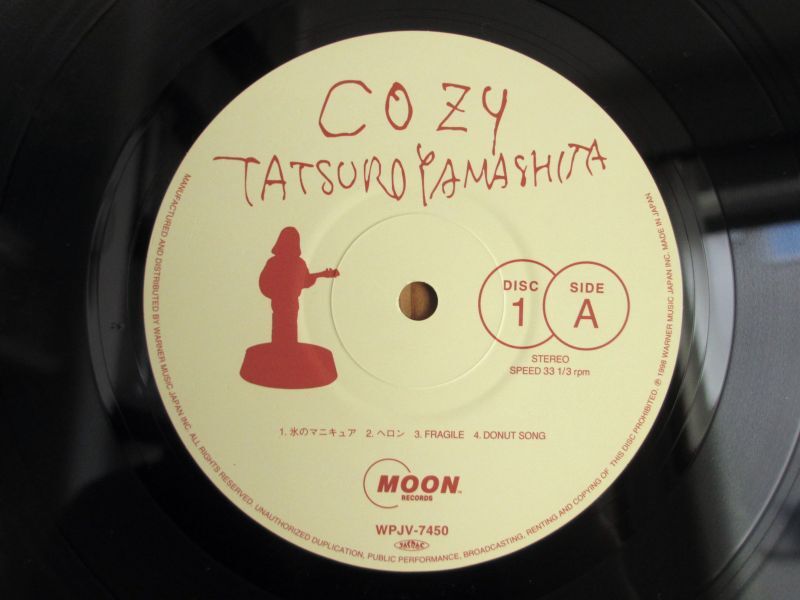 COZY
TATSURO YAMASHITA
DISC
1
SIDE
A
STEREO
SPEED 33 1/3 rpm
1. 氷のマニキュア 2. ヘロン 3. FRAGILE 4. DONUT SONG
MOON
RECORDS
TM
WPJV-7450
JASRAC
MANUFACTURED AND DISTRIBUTED BY WARNER MUSIC JAPAN INC. ALL RIGHTS RESERVED. UNAUTHORIZED DUPLICATION, PUBLIC PERFORMANCE, BROADCASTING, RENTING AND COPYING OF THIS DISC PROHIBITED. ℗ 1998 WARNER MUSIC JAPAN INC. MADE IN JAPAN